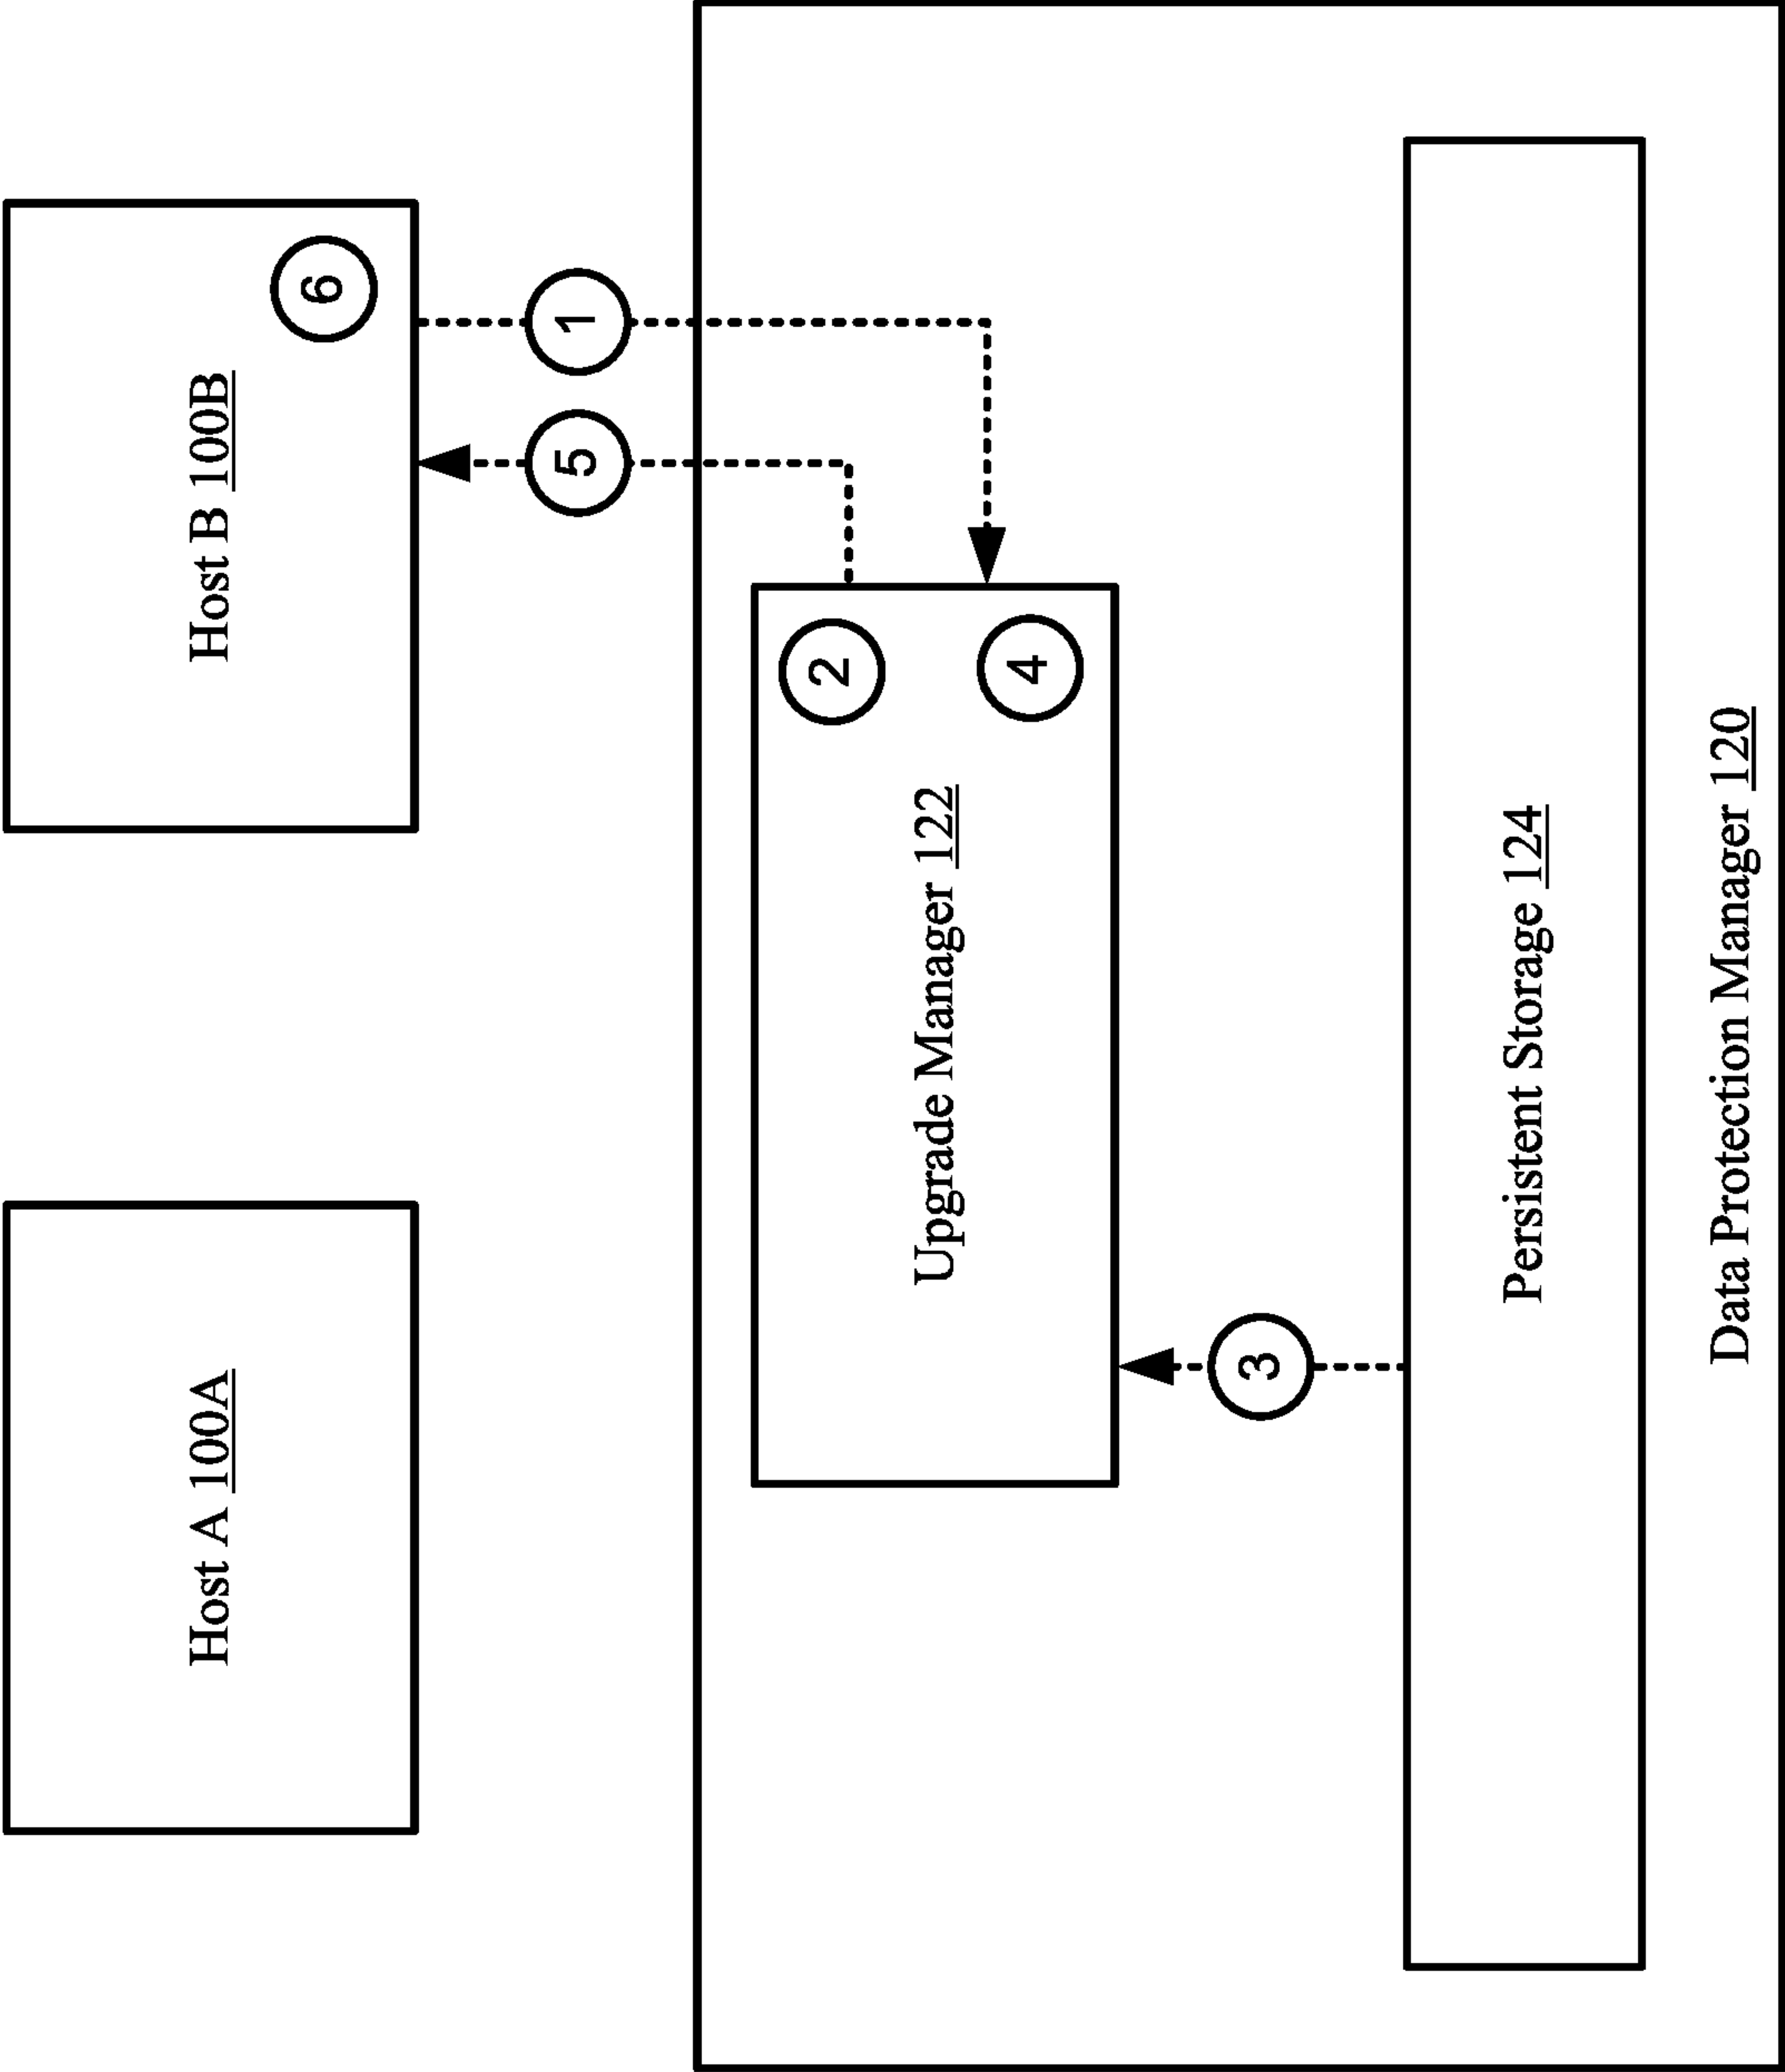 Host A 100A
Host B 100B
6
5
1
Upgrade Manager 122
2
4
3
Persistent Storage 124
Data Protection Manager 120